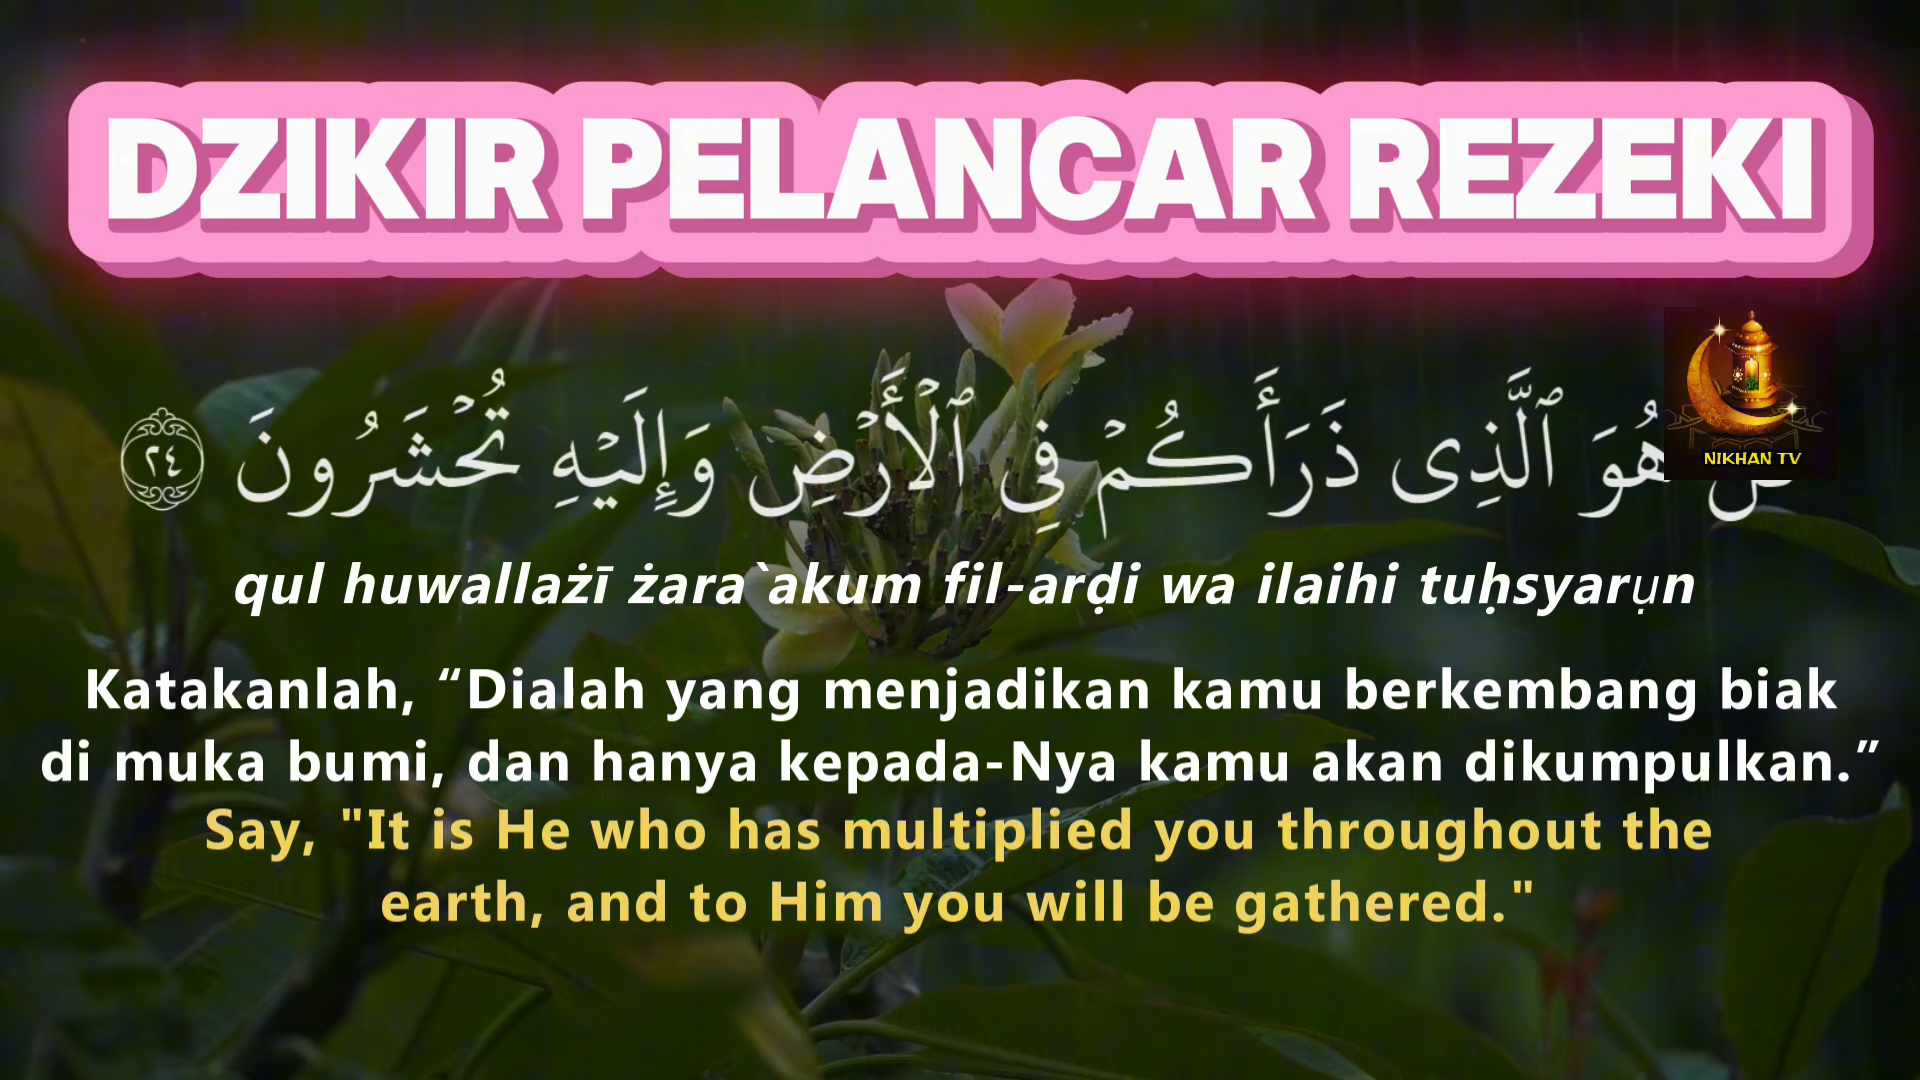 DZIKIR PELANCAR REZEKI
NIKHAN TV
هُوَ ٱلَّذِى ذَرَأَكُمْ فِى ٱلْأَرْضِ وَإِلَيْهِ تُحْشَرُونَ ٢٤
qul huwallażī żara`akum fil-arḍi wa ilaihi tuḥsyarụn
Katakanlah, “Dialah yang menjadikan kamu berkembang biak
di muka bumi, dan hanya kepada-Nya kamu akan dikumpulkan.”
Say, "It is He who has multiplied you throughout the
earth, and to Him you will be gathered."